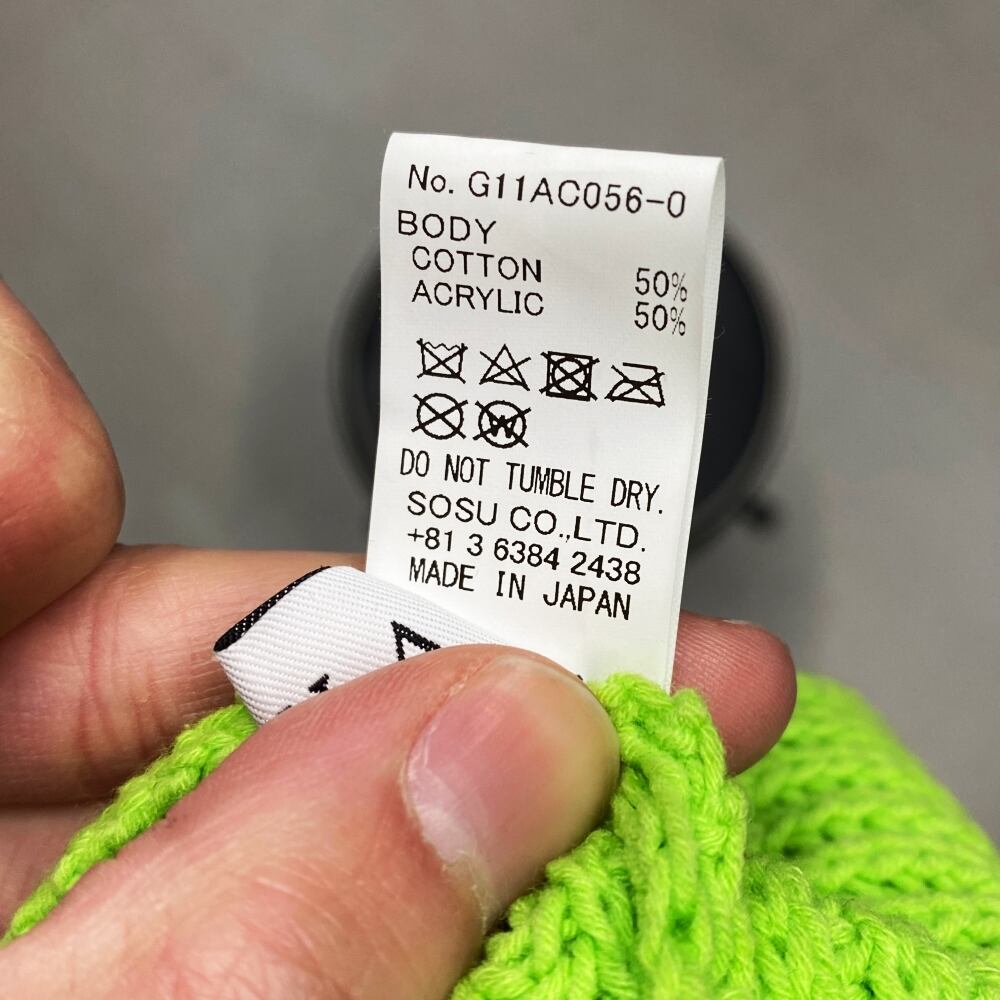 No. G11AC056-0
BODY
COTTON 50%
ACRYLIC 50%
W
DO NOT TUMBLE DRY.
SOSU CO.,LTD.
+81 3 6384 2438
MADE IN JAPAN